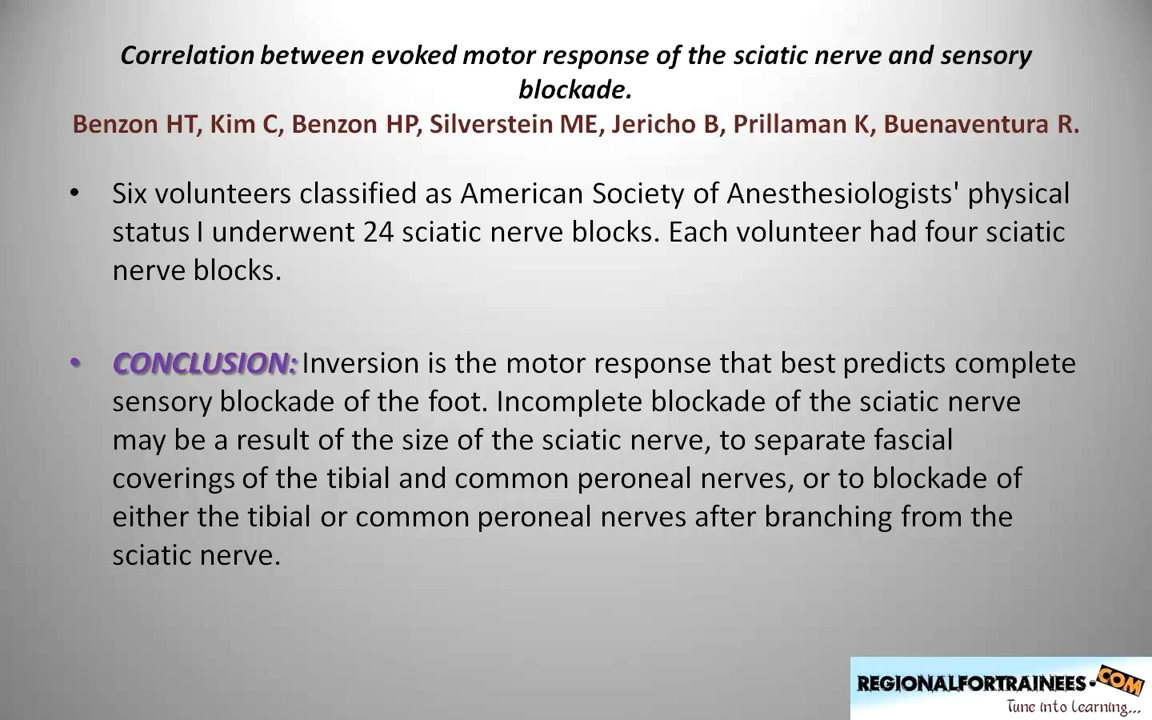 Correlation between evoked motor response of the sciatic nerve and sensory
blockade.
Benzon HT, Kim C, Benzon HP, Silverstein ME, Jericho B, Prillaman K, Buenaventura R.
• Six volunteers classified as American Society of Anesthesiologists' physical
status I underwent 24 sciatic nerve blocks. Each volunteer had four sciatic
nerve blocks.
• CONCLUSION: Inversion is the motor response that best predicts complete
sensory blockade of the foot. Incomplete blockade of the sciatic nerve
may be a result of the size of the sciatic nerve, to separate fascial
coverings of the tibial and common peroneal nerves, or to blockade of
either the tibial or common peroneal nerves after branching from the
sciatic nerve.
REGIONALFORTRAINEES.COM
Tune into Learning...